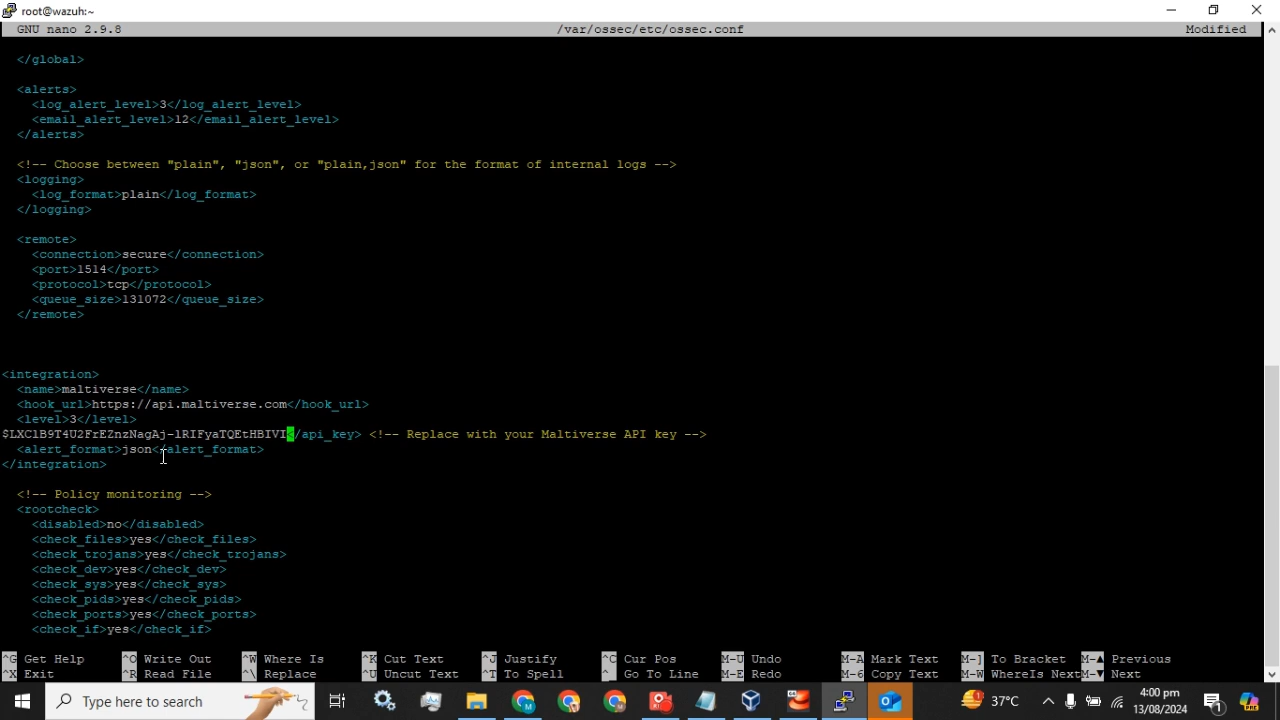 root@wazuh:~
GNU nano 2.9.8 /var/ossec/etc/ossec.conf Modified
</global>
<alerts>
<log_alert_level>3</log_alert_level>
<email_alert_level>12</email_alert_level>
</alerts>
<!-- Choose between "plain", "json", or "plain,json" for the format of internal logs -->
<logging>
<log_format>plain</log_format>
</logging>
<remote>
<connection>secure</connection>
<port>1514</port>
<protocol>tcp</protocol>
<queue_size>131072</queue_size>
</remote>
<integration>
<name>maltiverse</name>
<hook_url>https://api.maltiverse.com</hook_url>
<level>3</level>
</api_key> <!-- Replace with your Maltiverse API key -->
<alert_format>json</alert_format>
</integration>
<!-- Policy monitoring -->
<rootcheck>
<disabled>no</disabled>
<check_files>yes</check_files>
<check_trojans>yes</check_trojans>
<check_dev>yes</check_dev>
<check_sys>yes</check_sys>
<check_pids>yes</check_pids>
<check_ports>yes</check_ports>
<check_if>yes</check_if>
^G Get Help ^O Write Out ^W Where Is ^K Cut Text ^J Justify ^C Cur Pos M-U Undo M-A Mark Text M-] To Bracket M-▲ Previous
^X Exit ^R Read File ^\ Replace ^U Uncut Text ^T To Spell ^_ Go To Line M-E Redo M-6 Copy Text M-W WhereIs Next M-▼ Next
Type here to search
37°C
4:00 pm
13/08/2024
1